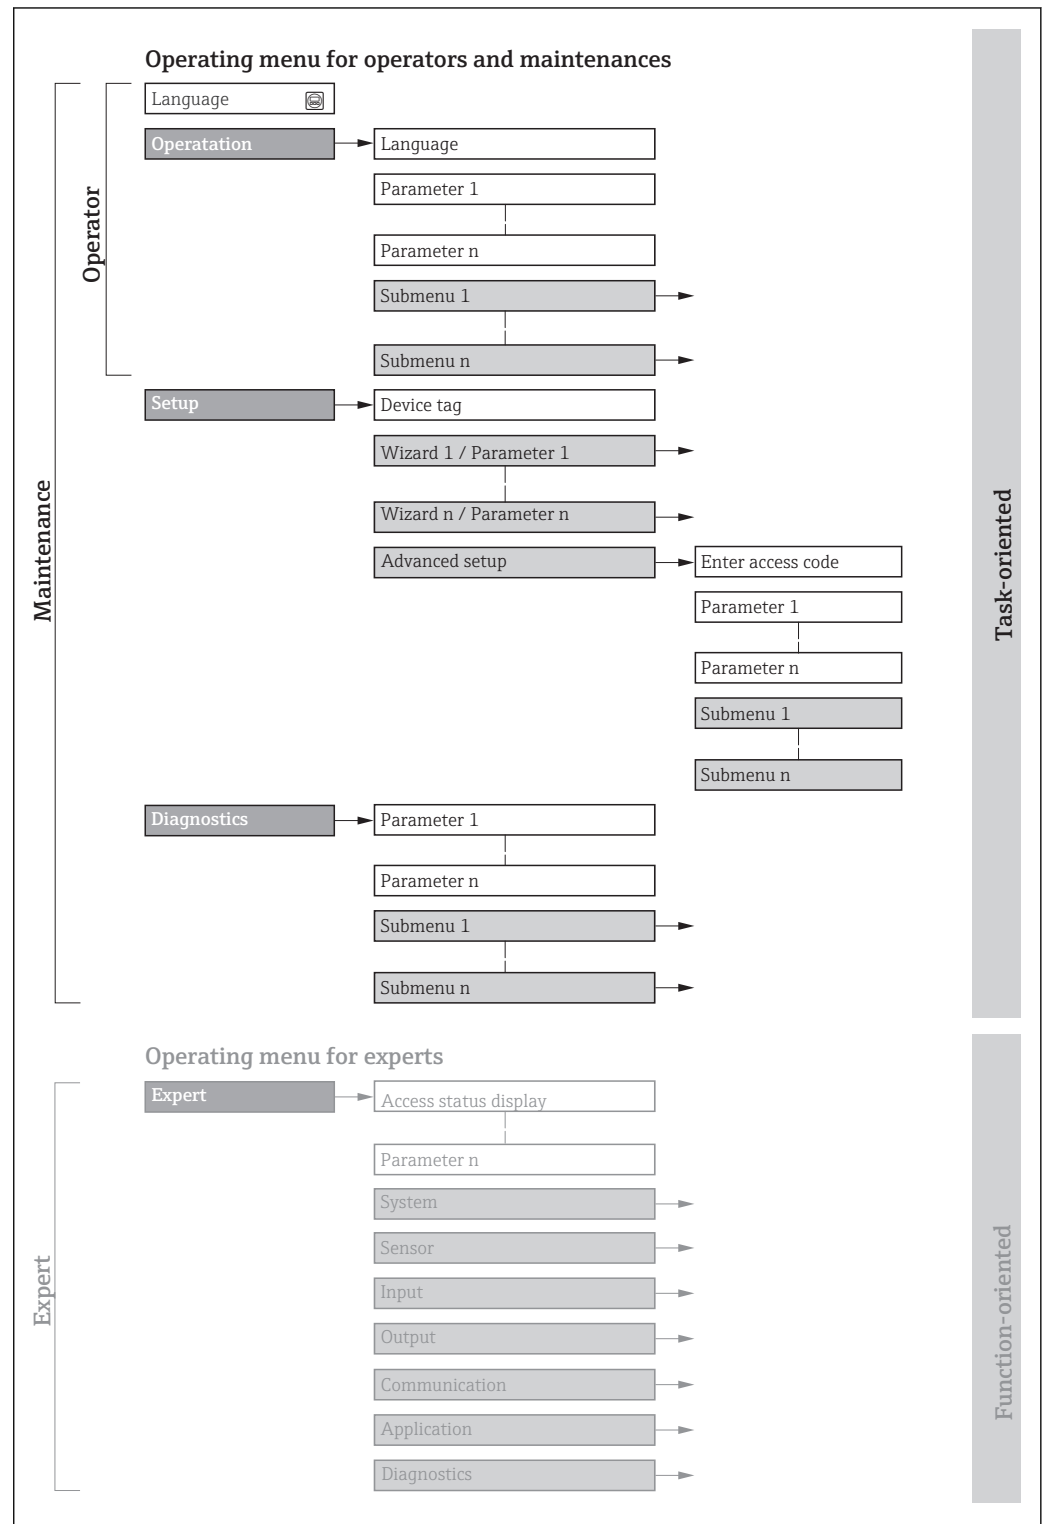 Operating menu for operators and maintenances
Language
Operatation
Language
Parameter 1
Parameter n
Submenu 1
Submenu n
Operator
Setup
Device tag
Wizard 1 / Parameter 1
Wizard n / Parameter n
Advanced setup
Enter access code
Parameter 1
Parameter n
Submenu 1
Submenu n
Maintenance
Task-oriented
Diagnostics
Parameter 1
Parameter n
Submenu 1
Submenu n
Operating menu for experts
Expert
Access status display
Parameter n
System
Sensor
Input
Output
Communication
Application
Diagnostics
Expert
Function-oriented